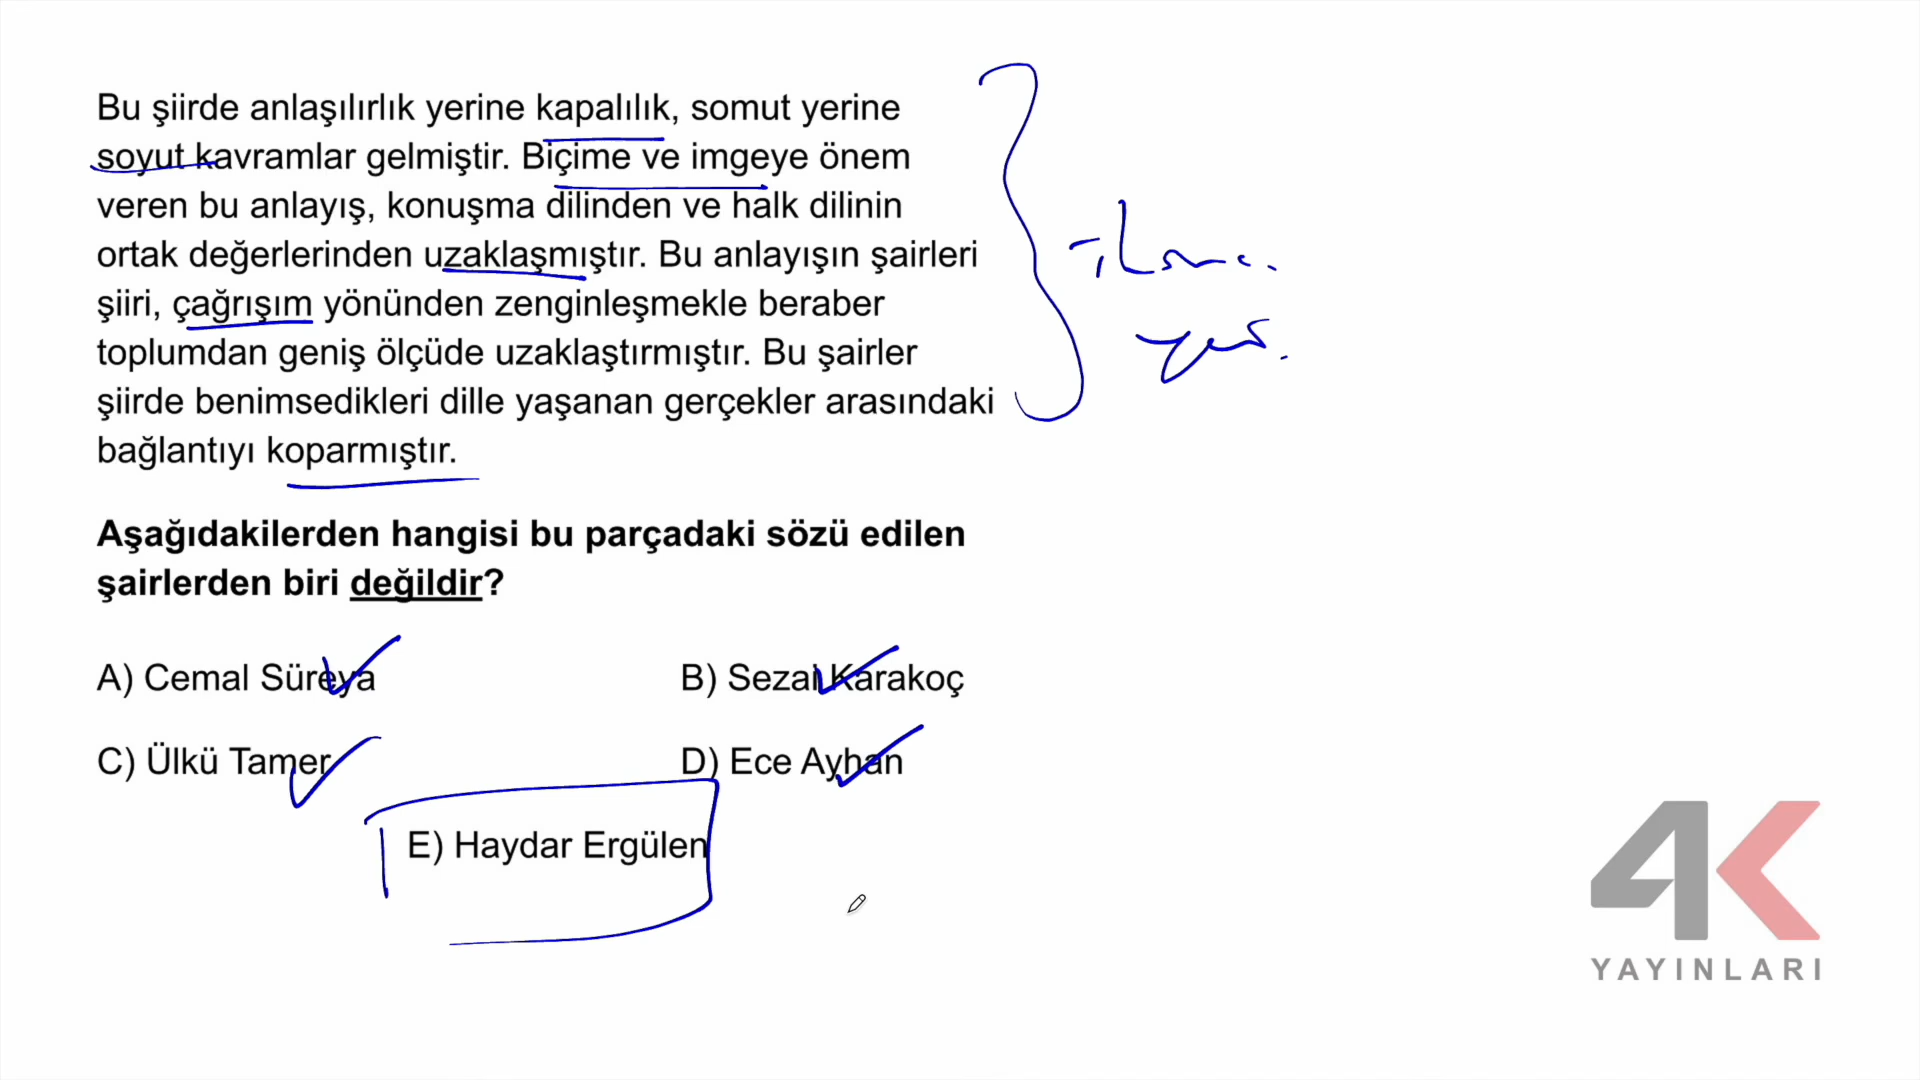 Bu şiirde anlaşılırlık yerine kapalılık, somut yerine
soyut kavramlar gelmiştir. Biçime ve imgeye önem
veren bu anlayış, konuşma dilinden ve halk dilinin
ortak değerlerinden uzaklaşmıştır. Bu anlayışın şairleri
şiiri, çağrışım yönünden zenginleşmekle beraber
toplumdan geniş ölçüde uzaklaştırmıştır. Bu şairler
şiirde benimsedikleri dille yaşanan gerçekler arasındaki
bağlantıyı koparmıştır.
Aşağıdakilerden hangisi bu parçadaki sözü edilen
şairlerden biri değildir?
A) Cemal Süreya
B) Sezai Karakoç
C) Ülkü Tamer
D) Ece Ayhan
E) Haydar Ergülen
4K
YAYINLARI